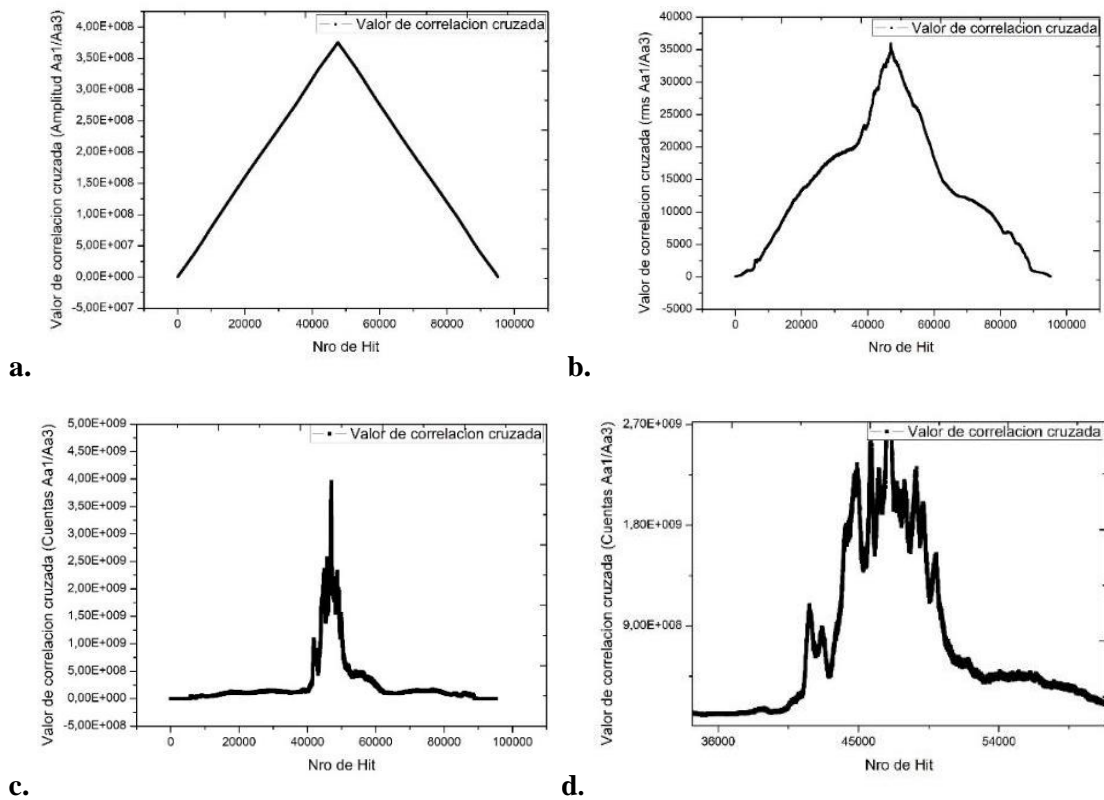 Valor de correlacion cruzada (Amplitud Aa1/Aa3)
4,00E+008
3,50E+008
3,00E+008
2,50E+008
2,00E+008
1,50E+008
1,00E+008
5,00E+007
0,00E+000
-5,00E+007
Valor de correlacion cruzada
0 20000 40000 60000 80000 100000
Nro de Hit
a.
Valor de correlacion cruzada (rms Aa1/Aa3)
40000
35000
30000
25000
20000
15000
10000
5000
0
-5000
Valor de correlacion cruzada
0 20000 40000 60000 80000 100000
Nro de Hit
b.
Valor de correlacion cruzada (Cuentas Aa1/Aa3)
5,00E+009
4,50E+009
4,00E+009
3,50E+009
3,00E+009
2,50E+009
2,00E+009
1,50E+009
1,00E+009
5,00E+008
0,00E+000
-5,00E+008
Valor de correlacion cruzada
0 20000 40000 60000 80000 100000
Nro de Hit
c.
Valor de correlacion cruzada (Cuentas Aa1/Aa3)
2,70E+009
1,80E+009
9,00E+008
Valor de correlacion cruzada
36000 45000 54000
Nro de Hit
d.